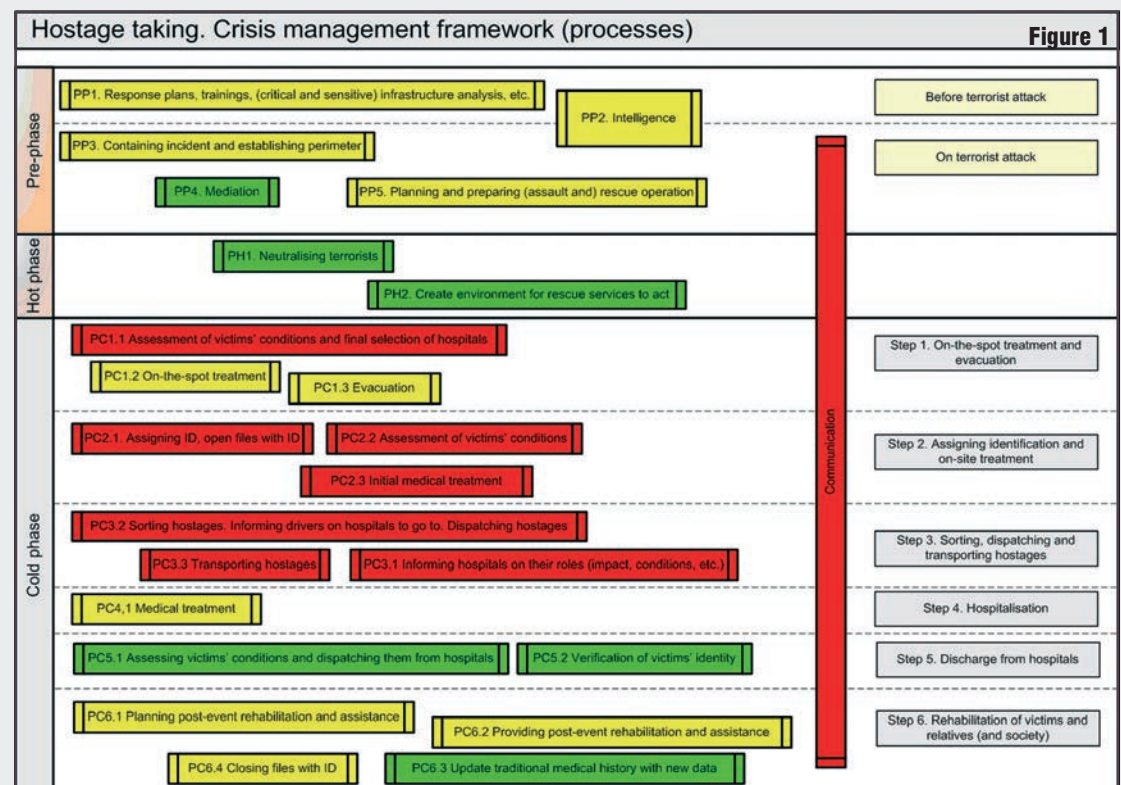 Hostage taking. Crisis management framework (processes)
Figure 1
Pre-phase
PP1. Response plans, trainings, (critical and sensitive) infrastructure analysis, etc.
PP2. Intelligence
Before terrorist attack
PP3. Containing incident and establishing perimeter
On terrorist attack
PP4. Mediation
PP5. Planning and preparing (assault and) rescue operation
Hot phase
PH1. Neutralising terrorists
PH2. Create environment for rescue services to act
Communication
Cold phase
PC1.1 Assessment of victims' conditions and final selection of hospitals
PC1.2 On-the-spot treatment
PC1.3 Evacuation
Step 1. On-the-spot treatment and
evacuation
PC2.1. Assigning ID, open files with ID
PC2.2 Assessment of victims' conditions
PC2.3 Initial medical treatment
Step 2. Assigning identification and
on-site treatment
PC3.2 Sorting hostages. Informing drivers on hospitals to go to. Dispatching hostages
PC3.3 Transporting hostages
PC3.1 Informing hospitals on their roles (impact, conditions, etc.)
Step 3. Sorting, dispatching and
transporting hostages
PC4,1 Medical treatment
Step 4. Hospitalisation
PC5.1 Assessing victims' conditions and dispatching them from hospitals
PC5.2 Verification of victims' identity
Step 5. Discharge from hospitals
PC6.1 Planning post-event rehabilitation and assistance
PC6.2 Providing post-event rehabilitation and assistance
Step 6. Rehabilitation of victims and
relatives (and society)
PC6.4 Closing files with ID
PC6.3 Update traditional medical history with new data